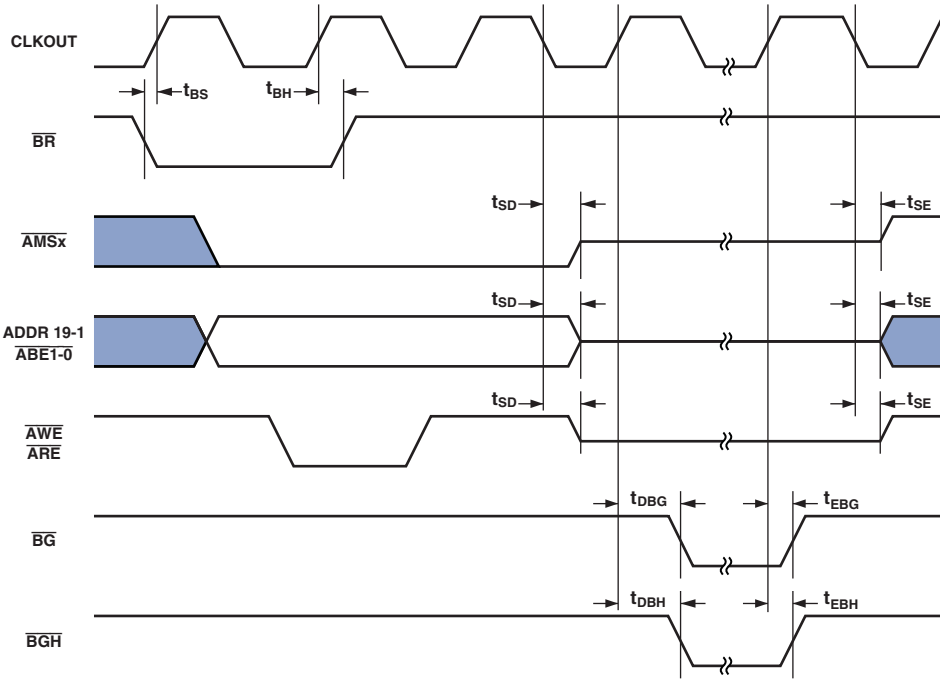 CLKOUT
tBS
tBH
BR
tSD
tSE
AMSx
tSD
tSE
ADDR 19-1
ABE1-0
tSD
tSE
AWE
ARE
tDBG
tEBG
BG
tDBH
tEBH
BGH